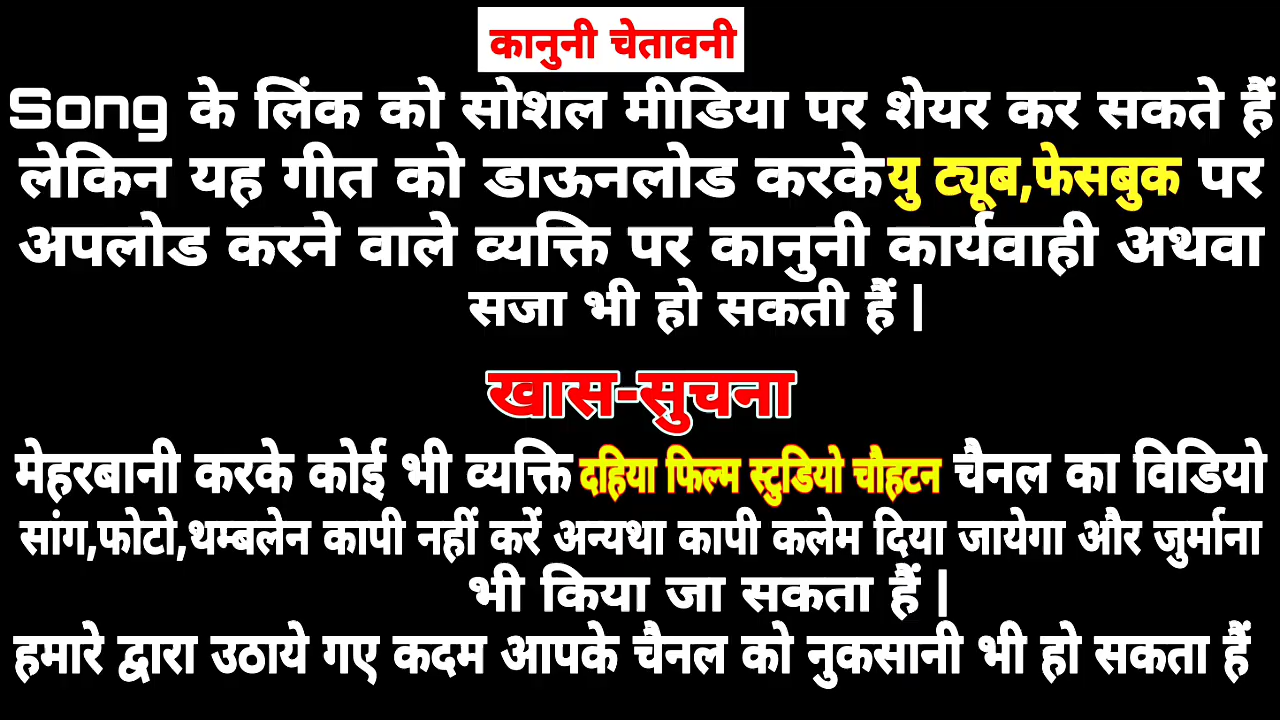 कानुनी चेतावनी
Song के लिंक को सोशल मीडिया पर शेयर कर सकते हैं
लेकिन यह गीत को डाऊनलोड करके यु ट्यूब,फेसबुक पर
अपलोड करने वाले व्यक्ति पर कानुनी कार्यवाही अथवा
सजा भी हो सकती हैं |
खास-सुचना
मेहरबानी करके कोई भी व्यक्ति दहिया फिल्म स्टुडियो चौहटन चैनल का विडियो
सांग,फोटो,थम्बलेन कापी नहीं करें अन्यथा कापी कलेम दिया जायेगा और जुर्माना
भी किया जा सकता हैं |
हमारे द्वारा उठाये गए कदम आपके चैनल को नुकसानी भी हो सकता हैं